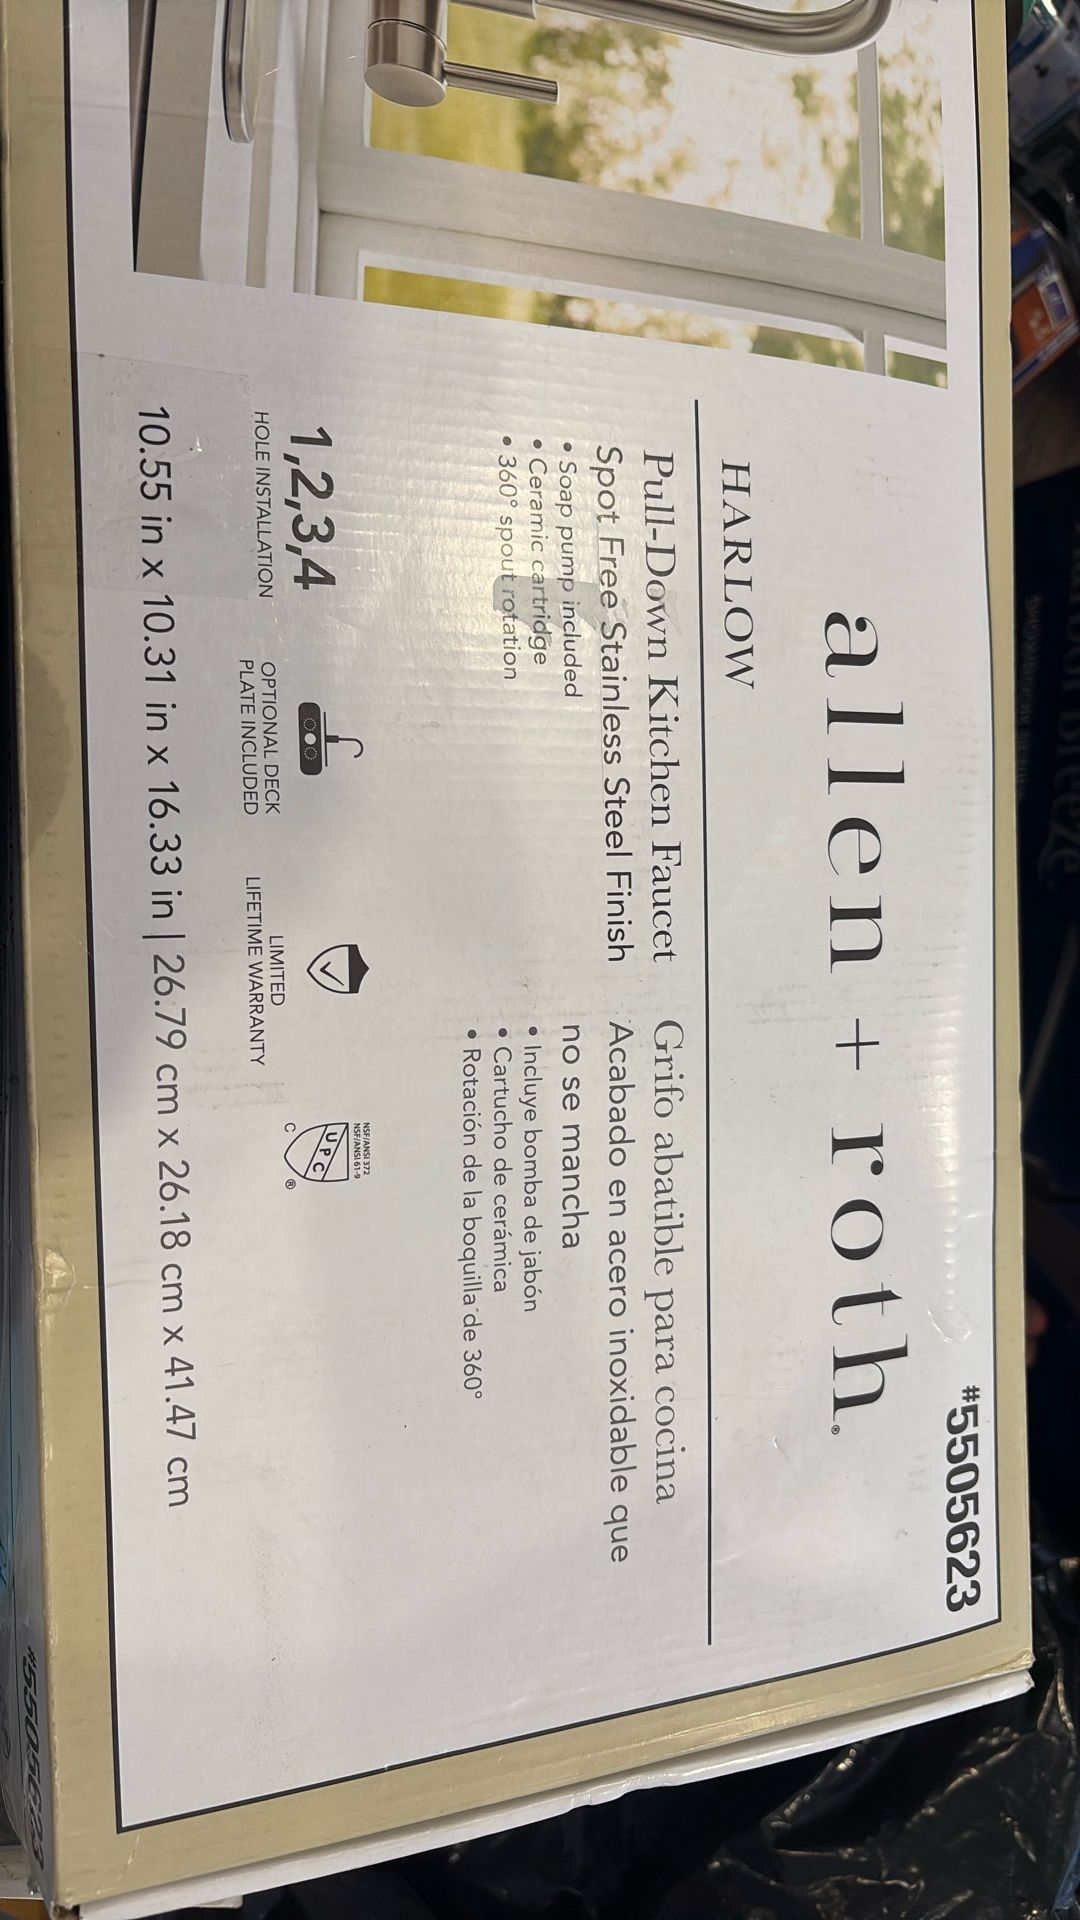 #5505623
allen + roth®
HARLOW
Pull-Down Kitchen Faucet
Spot Free Stainless Steel Finish
• Soap pump included
• Ceramic cartridge
• 360° spout rotation
Grifo abatible para cocina
Acabado en acero inoxidable que
no se mancha
• Incluye bomba de jabón
• Cartucho de cerámica
• Rotación de la boquilla de 360°
1,2,3,4
HOLE INSTALLATION
OPTIONAL DECK
PLATE INCLUDED
LIMITED
LIFETIME WARRANTY
NSF/ANSI 372
NSF/ANSI 61-9
UPC
C ®
10.55 in x 10.31 in x 16.33 in | 26.79 cm x 26.18 cm x 41.47 cm
#5505623